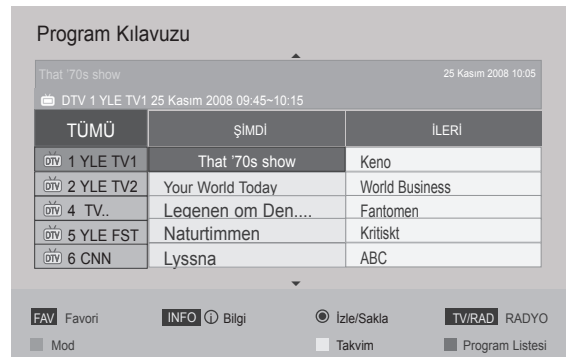 Program Kılavuzu
That '70s show 25 Kasım 2008 10:05
DTV 1 YLE TV1 25 Kasım 2008 09:45~10:15
TÜMÜ ŞİMDİ İLERİ
DTV 1 YLE TV1 That '70s show Keno
DTV 2 YLE TV2 Your World Today World Business
DTV 4 TV.. Legenen om Den.... Fantomen
DTV 5 YLE FST Naturtimmen Kritiskt
DTV 6 CNN Lyssna ABC
FAV Favori INFO i Bilgi İzle/Sakla TV/RAD RADYO
Mod Takvim Program Listesi